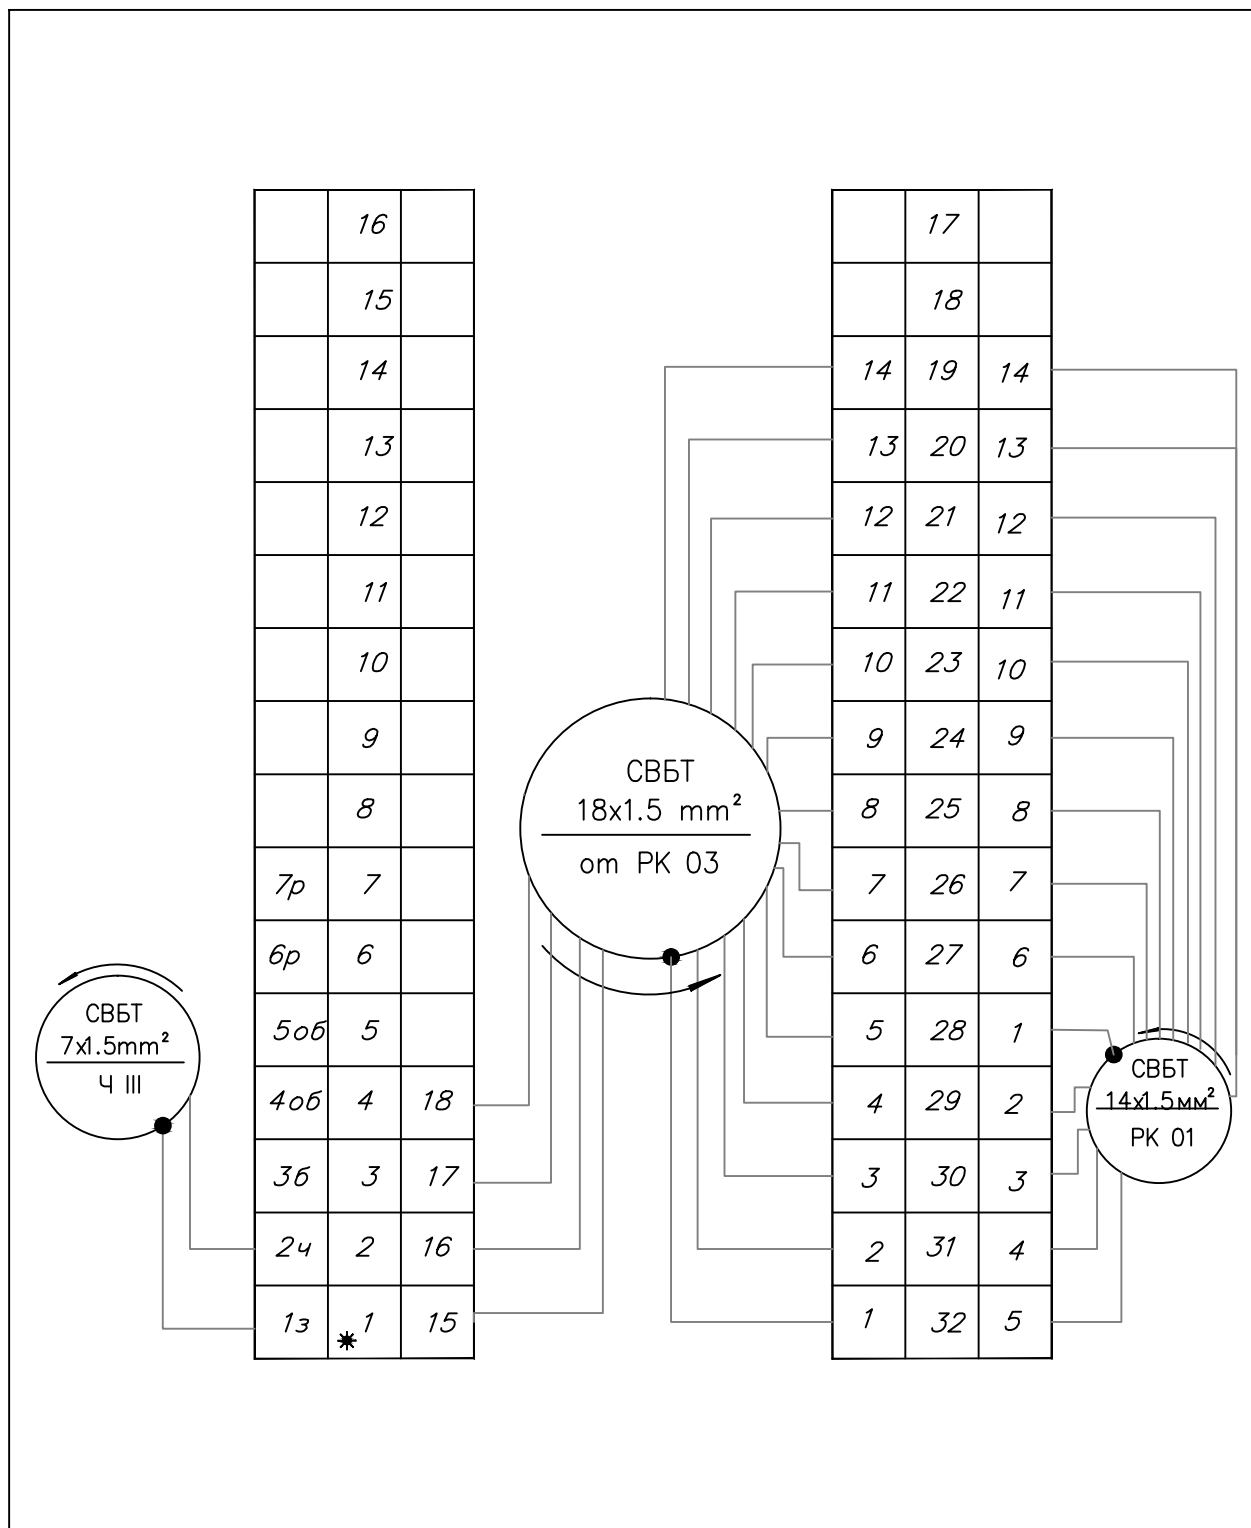 16
15
14
13
12
11
10
9
8
7р 7
6р 6
5об 5
4об 4 18
3б 3 17
2ч 2 16
1з 1 15
17
18
14 19 14
13 20 13
12 21 12
11 22 11
10 23 10
9 24 9
8 25 8
7 26 7
6 27 6
5 28 1
4 29 2
3 30 3
2 31 4
1 32 5
СВБТ
7x1.5mm²
Ч III
СВБТ
18x1.5 mm²
от РК 03
СВБТ
14x1.5мм²
РК 01